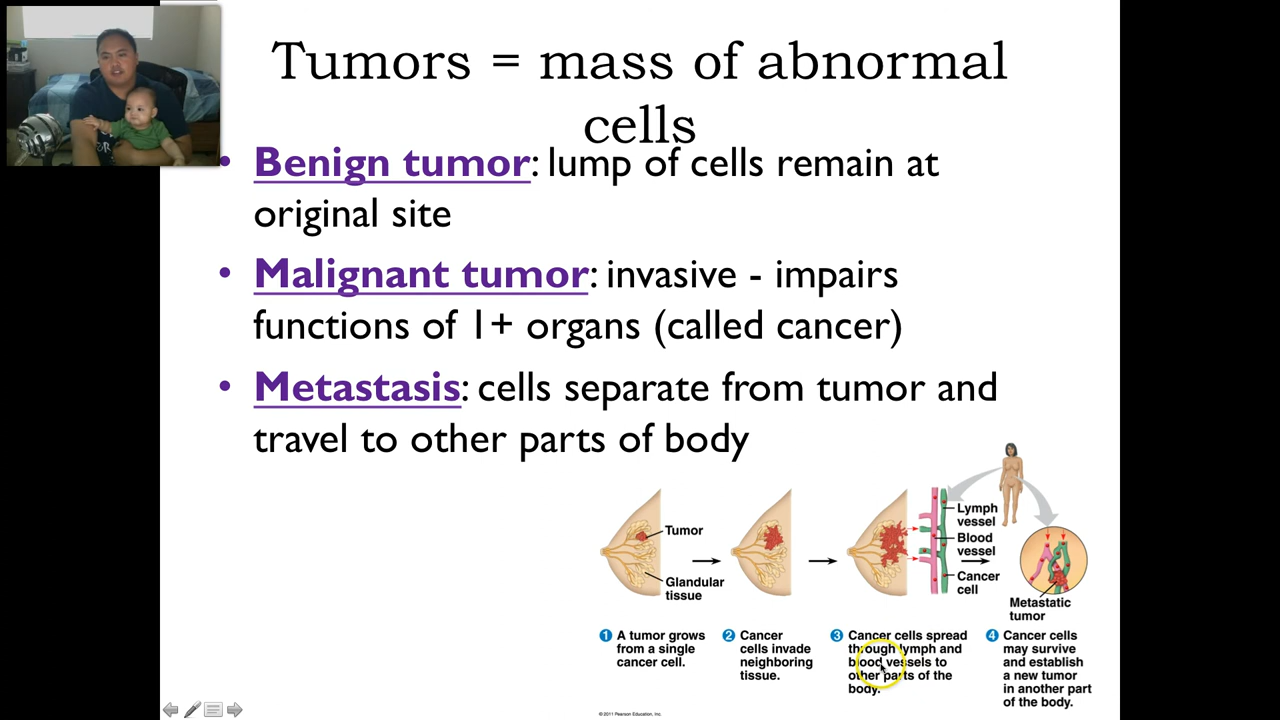 Tumors = mass of abnormal
cells
• Benign tumor: lump of cells remain at
original site
• Malignant tumor: invasive - impairs
functions of 1+ organs (called cancer)
• Metastasis: cells separate from tumor and
travel to other parts of body
Tumor
Glandular
tissue
Lymph
vessel
Blood
vessel
Cancer
cell
Metastatic
tumor
1 A tumor grows
from a single
cancer cell.
2 Cancer
cells invade
neighboring
tissue.
3 Cancer cells spread
through lymph and
blood vessels to
other parts of the
body.
4 Cancer cells
may survive
and establish
a new tumor
in another part
of the body.
© 2011 Pearson Education, Inc.